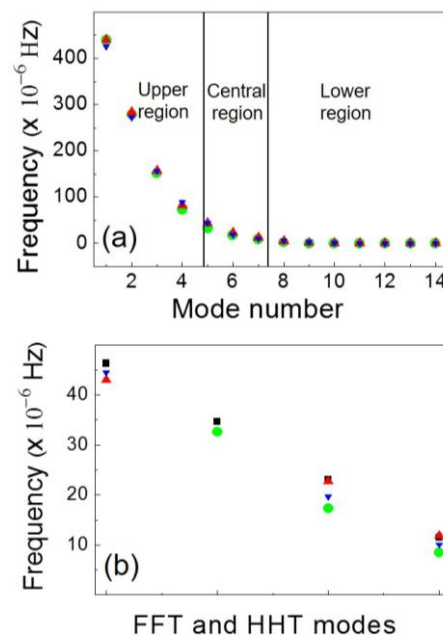 Frequency (x 10⁻⁶ Hz)
400
300
200
100
0
Upper region
Central region
Lower region
(a)
2 4 6 8 10 12 14
Mode number
Frequency (x 10⁻⁶ Hz)
40
30
20
10
(b)
FFT and HHT modes